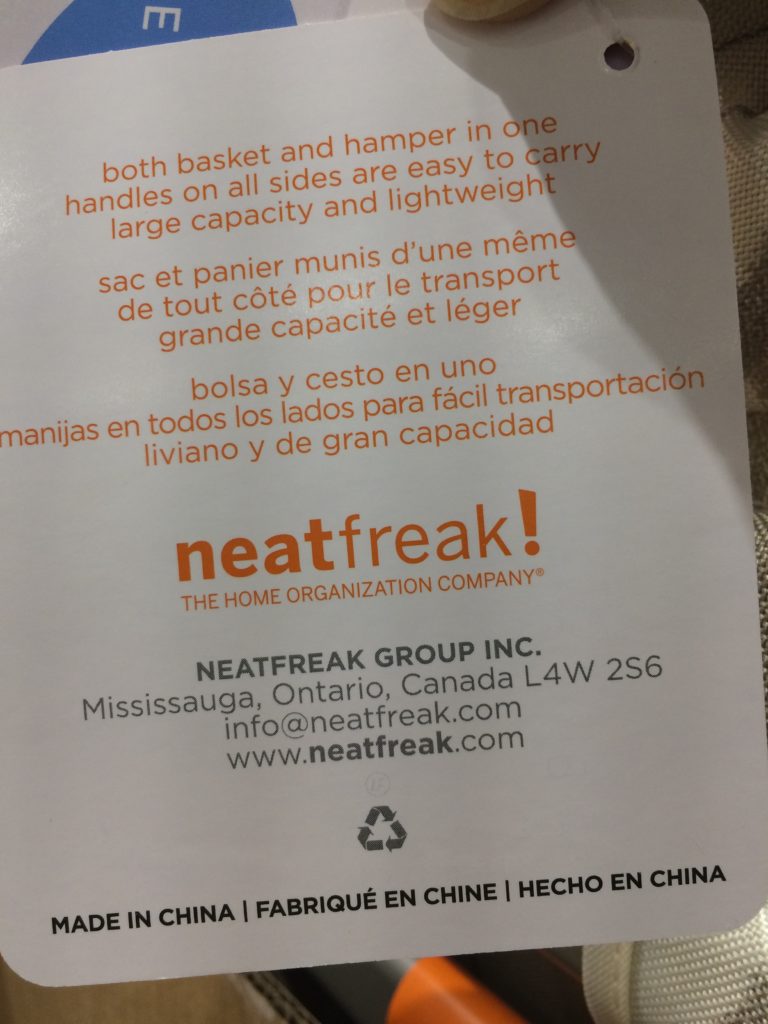 E
both basket and hamper in one
handles on all sides are easy to carry
large capacity and lightweight
sac et panier munis d'une même
de tout côté pour le transport
grande capacité et léger
bolsa y cesto en uno
manijas en todos los lados para fácil transportación
liviano y de gran capacidad
neatfreak!
THE HOME ORGANIZATION COMPANY®
NEATFREAK GROUP INC.
Mississauga, Ontario, Canada L4W 2S6
info@neatfreak.com
www.neatfreak.com
LF
MADE IN CHINA | FABRIQUÉ EN CHINE | HECHO EN CHINA